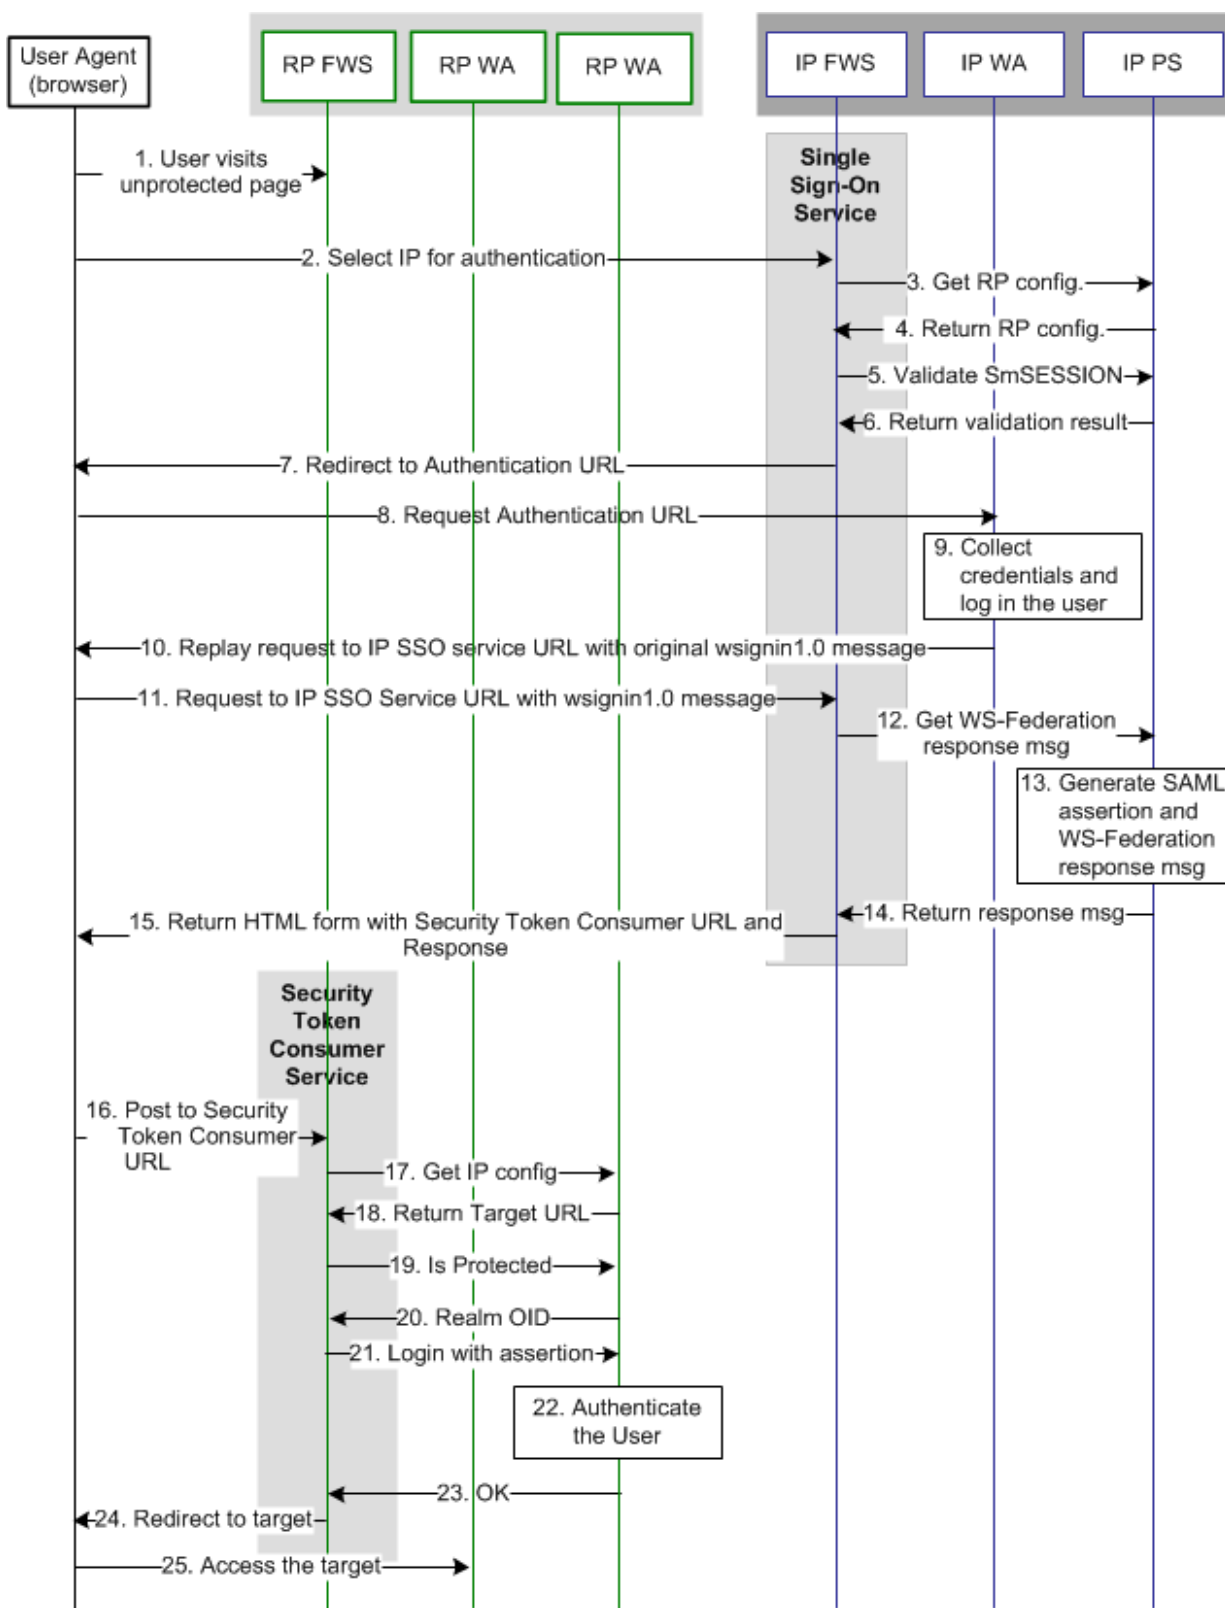 User Agent
(browser)
RP FWS
RP WA
RP WA
IP FWS
IP WA
IP PS
1. User visits
unprotected page
Single
Sign-On
Service
2. Select IP for authentication
3. Get RP config.
4. Return RP config.
5. Validate SmSESSION
6. Return validation result
7. Redirect to Authentication URL
8. Request Authentication URL
9. Collect
credentials and
log in the user
10. Replay request to IP SSO service URL with original wsignin1.0 message
11. Request to IP SSO Service URL with wsignin1.0 message
12. Get WS-Federation
response msg
13. Generate SAML
assertion and
WS-Federation
response msg
14. Return response msg
15. Return HTML form with Security Token Consumer URL and
Response
Security
Token
Consumer
Service
16. Post to Security
Token Consumer
URL
17. Get IP config
18. Return Target URL
19. Is Protected
20. Realm OID
21. Login with assertion
22. Authenticate
the User
23. OK
24. Redirect to target
25. Access the target